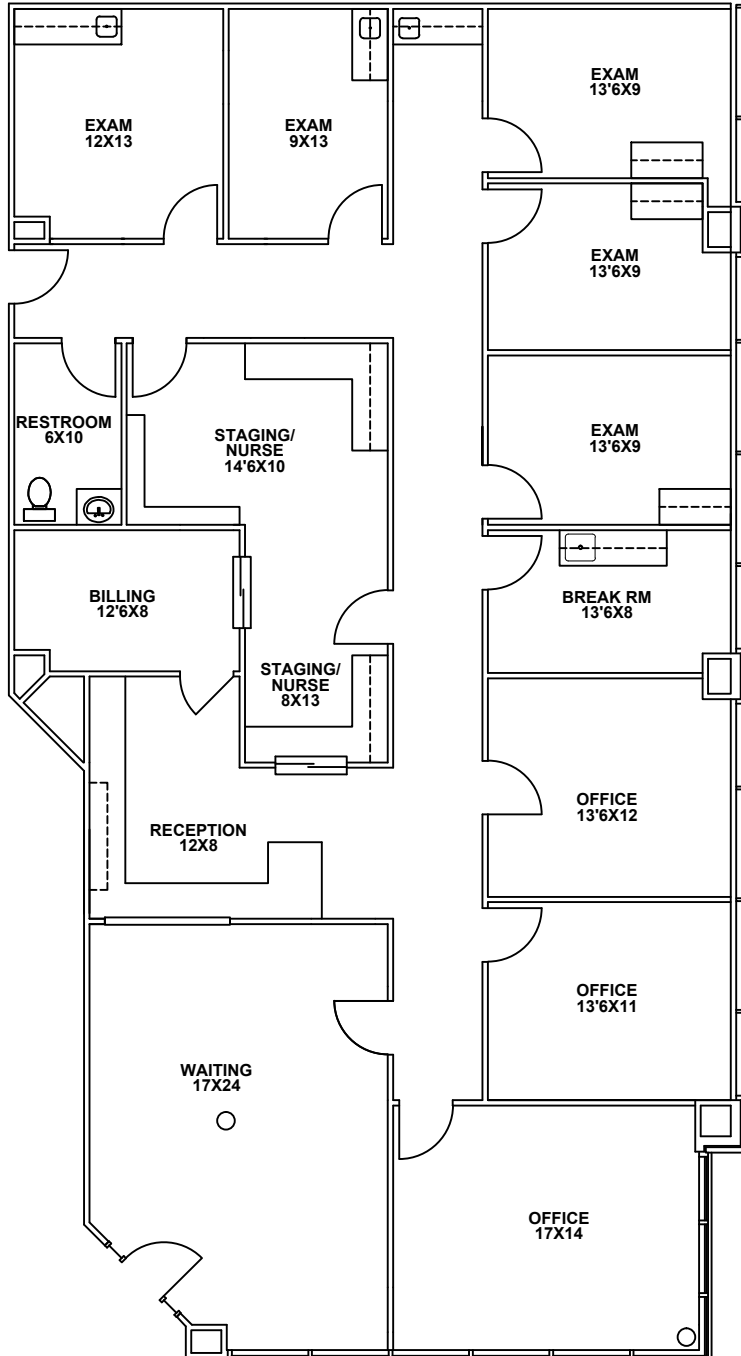 EXAM
12X13
EXAM
9X13
EXAM
13'6X9
EXAM
13'6X9
RESTROOM
6X10
STAGING/
NURSE
14'6X10
EXAM
13'6X9
BILLING
12'6X8
BREAK RM
13'6X8
STAGING/
NURSE
8X13
RECEPTION
12X8
OFFICE
13'6X12
OFFICE
13'6X11
WAITING
17X24
OFFICE
17X14